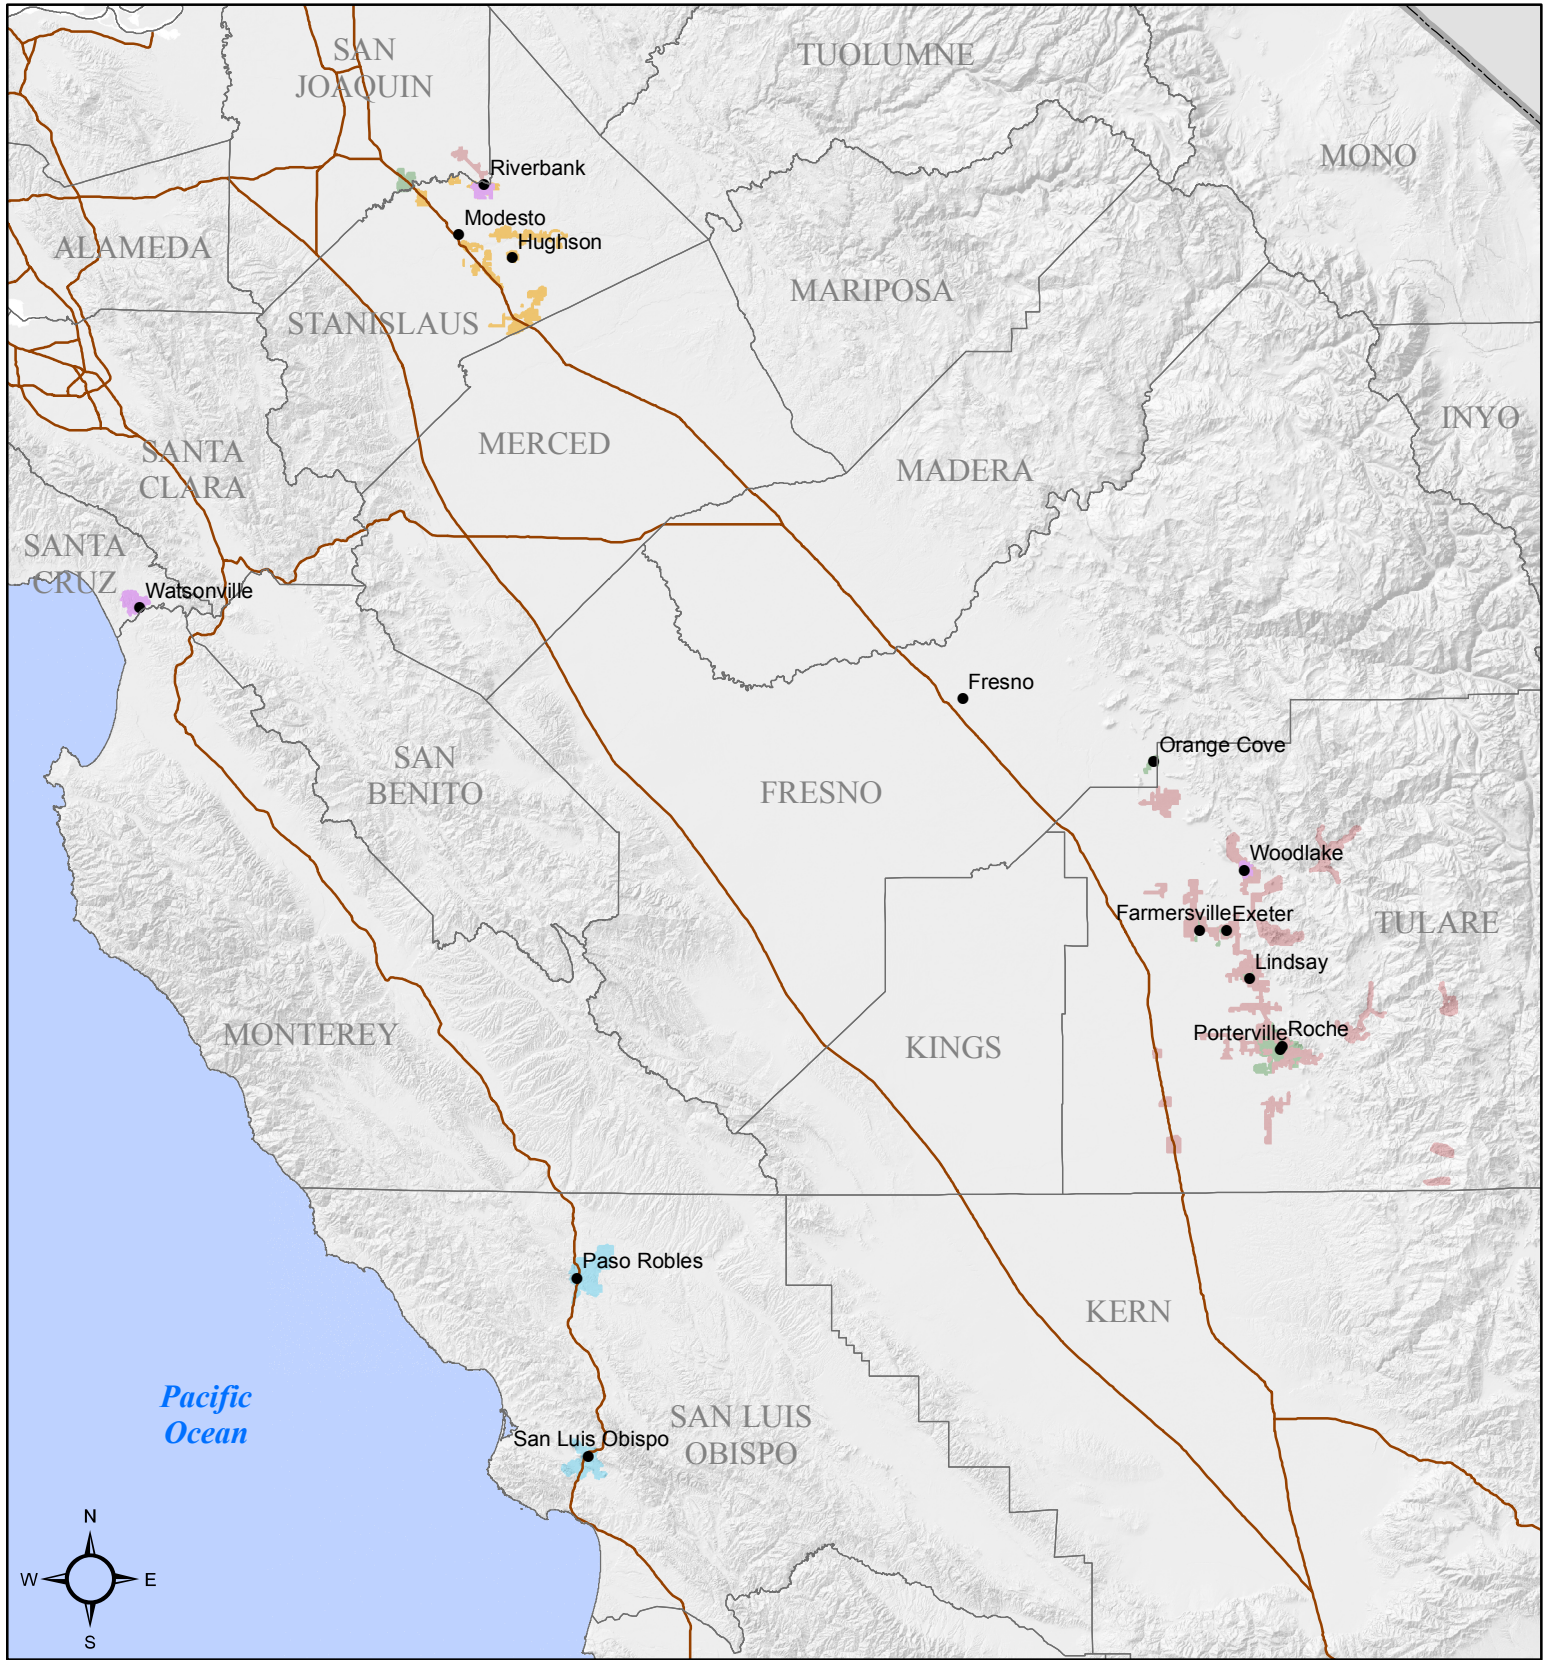 SAN
JOAQUIN
TUOLUMNE
MONO
Riverbank
Modesto
Hughson
ALAMEDA
STANISLAUS
MARIPOSA
INYO
MERCED
SANTA
CLARA
MADERA
SANTA
CRUZ
Watsonville
Fresno
Orange Cove
SAN
BENITO
FRESNO
Woodlake
Farmersville
Exeter
TULARE
Lindsay
MONTEREY
KINGS
Porterville
Roche
Paso Robles
KERN
Pacific
Ocean
SAN LUIS
OBISPO
San Luis Obispo
N
W
E
S